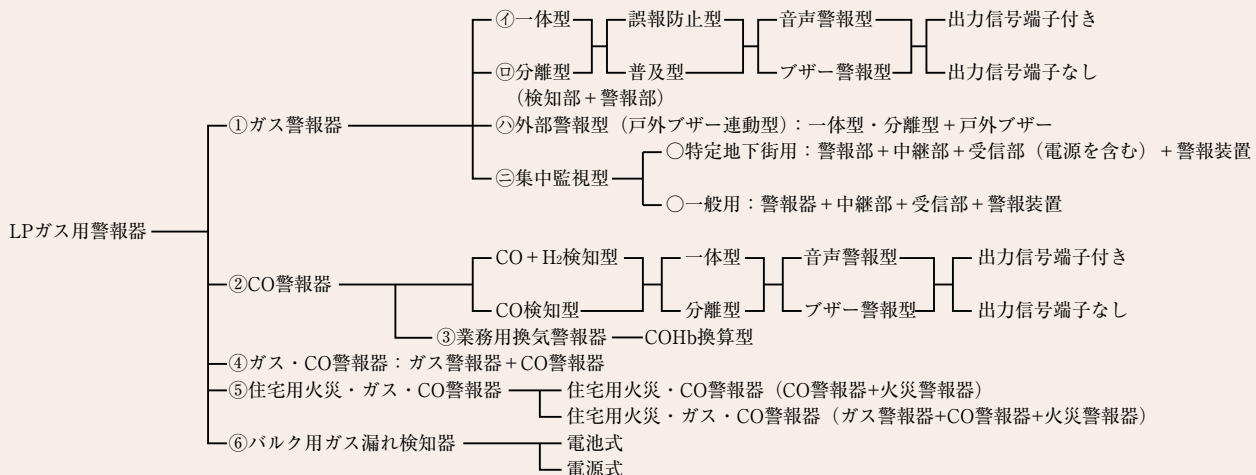 ㋑一体型 誤報防止型 音声警報型 出力信号端子付き
㋺分離型 普及型 ブザー警報型 出力信号端子なし
（検知部＋警報部）
①ガス警報器 ㋩外部警報型（戸外ブザー連動型）：一体型・分離型＋戸外ブザー
○特定地下街用：警報部＋中継部＋受信部（電源を含む）＋警報装置
㋥集中監視型
○一般用：警報器＋中継部＋受信部＋警報装置
LPガス用警報器
CO＋H₂検知型 一体型 音声警報型 出力信号端子付き
②CO警報器
CO検知型 分離型 ブザー警報型 出力信号端子なし
③業務用換気警報器 COHb換算型
④ガス・CO警報器：ガス警報器＋CO警報器
⑤住宅用火災・ガス・CO警報器 住宅用火災・CO警報器（CO警報器+火災警報器）
住宅用火災・ガス・CO警報器（ガス警報器+CO警報器+火災警報器）
⑥バルク用ガス漏れ検知器 電池式
電源式